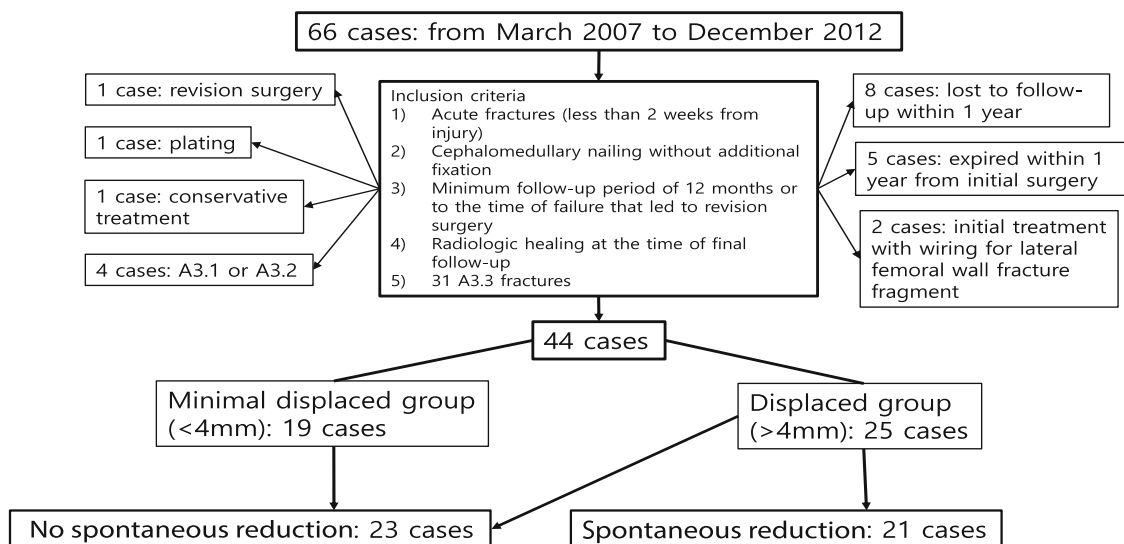 66 cases: from March 2007 to December 2012
1 case: revision surgery
1 case: plating
1 case: conservative
treatment
4 cases: A3.1 or A3.2
Inclusion criteria
1) Acute fractures (less than 2 weeks from
injury)
2) Cephalomedullary nailing without additional
fixation
3) Minimum follow-up period of 12 months or
to the time of failure that led to revision
surgery
4) Radiologic healing at the time of final
follow-up
5) 31 A3.3 fractures
8 cases: lost to follow-
up within 1 year
5 cases: expired within 1
year from initial surgery
2 cases: initial treatment
with wiring for lateral
femoral wall fracture
fragment
44 cases
Minimal displaced group
(<4mm): 19 cases
Displaced group
(>4mm): 25 cases
No spontaneous reduction: 23 cases
Spontaneous reduction: 21 cases